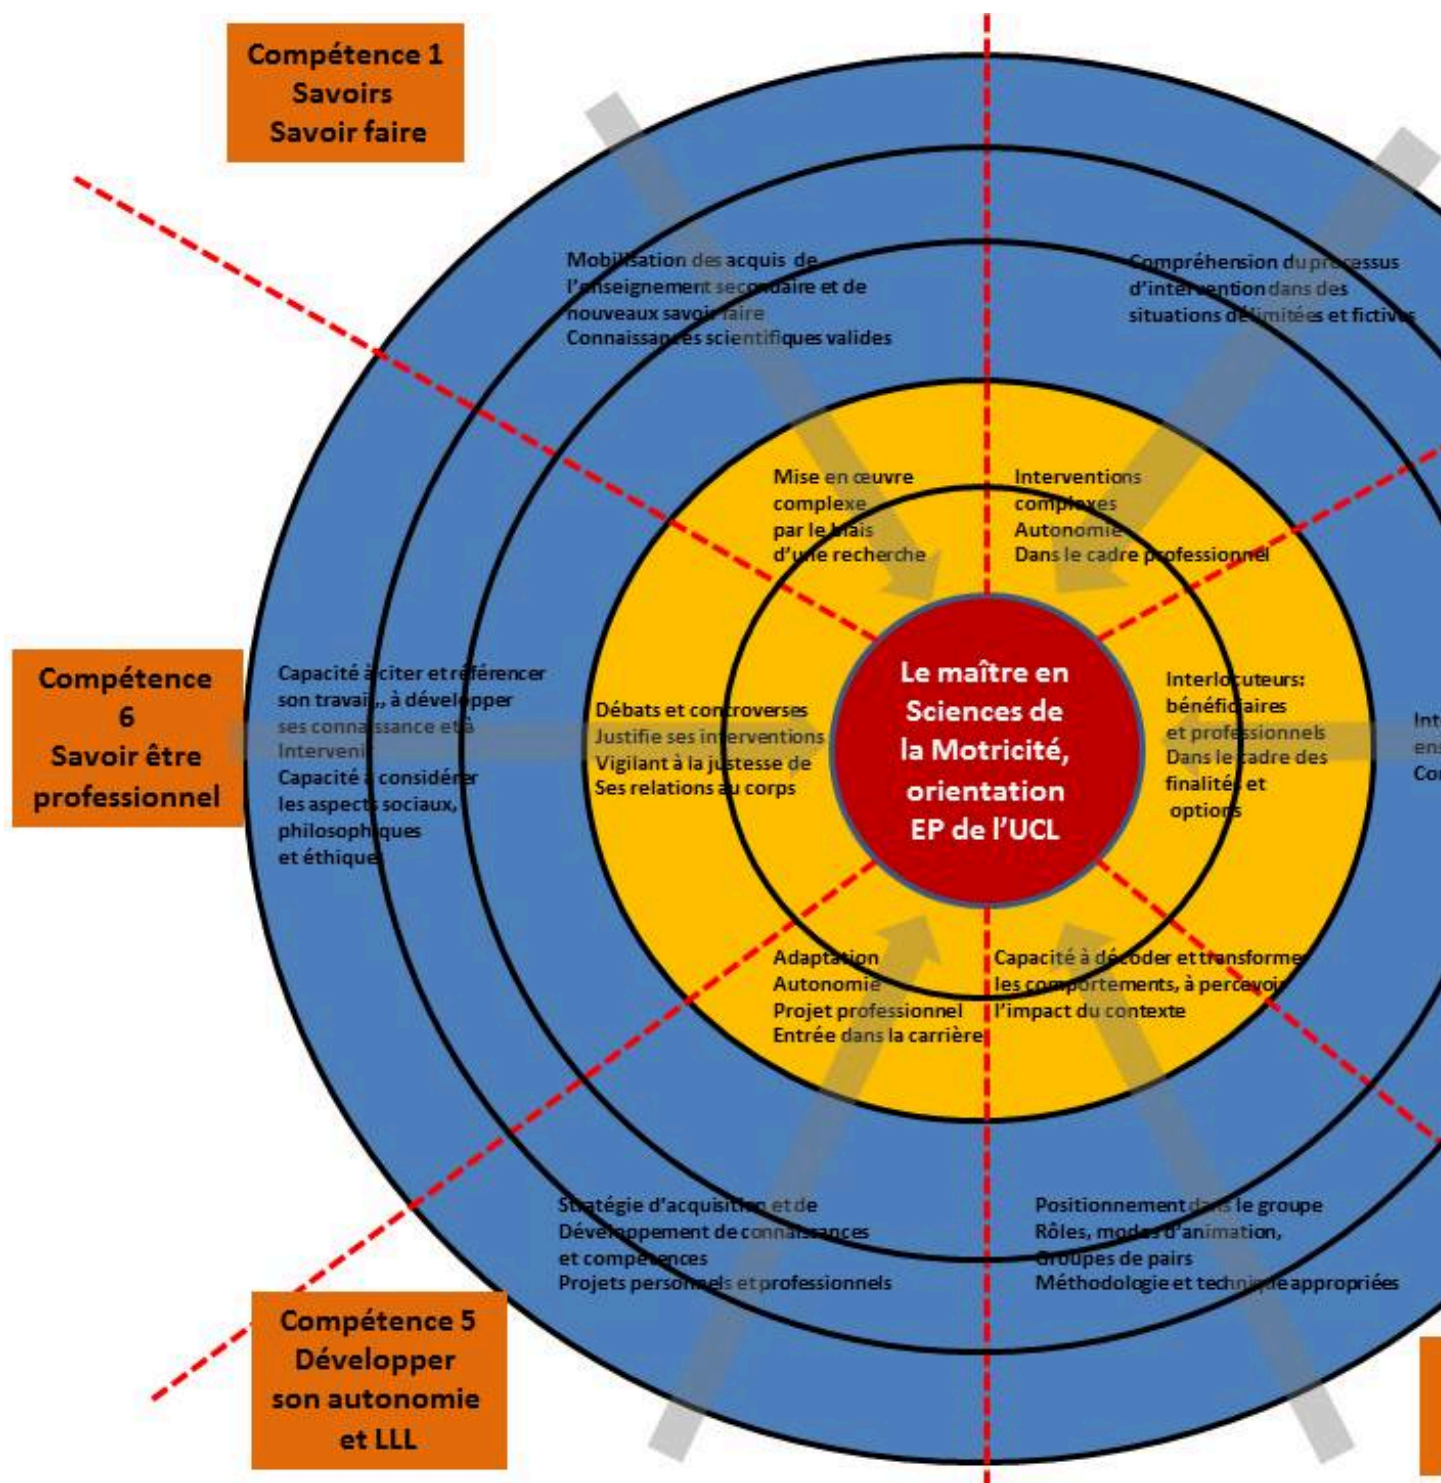 Compétence 1
Savoirs
Savoir faire
Mobilisation des acquis de
l'enseignement secondaire et de
nouveaux savoir faire
Connaissances scientifiques valides
Compréhension du processus
d'intervention dans des
situations délimitées et fictives
Mise en œuvre
complexe
par le biais
d'une recherche
Interventions
complexes
Autonomie
Dans le cadre professionnel
Compétence
6
Savoir être
professionnel
Capacité à citer et référencer
son travail,, à développer
ses connaissance et à
Intervenir
Capacité à considérer
les aspects sociaux,
philosophiques
et éthique
Débats et controverses
Justifie ses interventions
Vigilant à la justesse de
Ses relations au corps
Le maître en
Sciences de
la Motricité,
orientation
EP de l'UCL
Interlocuteurs:
bénéficiaires
et professionnels
Dans le cadre des
finalités et
options
Adaptation
Autonomie
Projet professionnel
Entrée dans la carrière
Capacité à décoder et transformer
les comportements, à percevoir
l'impact du contexte
Stratégie d'acquisition et de
Développement de connaissances
et compétences
Projets personnels et professionnels
Positionnement dans le groupe
Rôles, modes d'animation,
Groupes de pairs
Méthodologie et technique appropriées
Compétence 5
Développer
son autonomie
et LLL